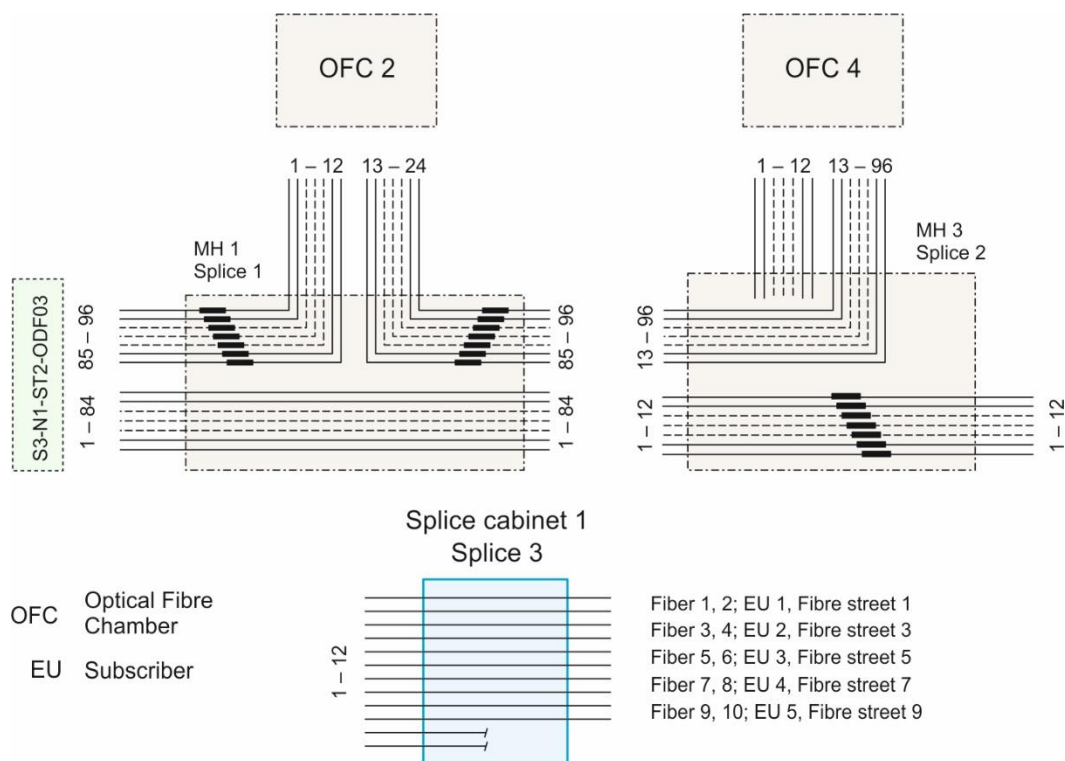 OFC 2
OFC 4
1 – 12
13 – 24
1 – 12
13 – 96
MH 1
Splice 1
MH 3
Splice 2
S3-N1-ST2-ODF03
85 – 96
85 – 96
1 – 84
1 – 84
13 – 96
1 – 12
1 – 12
Splice cabinet 1
Splice 3
OFC
Optical Fibre
Chamber
EU
Subscriber
1 – 12
Fiber 1, 2; EU 1, Fibre street 1
Fiber 3, 4; EU 2, Fibre street 3
Fiber 5, 6; EU 3, Fibre street 5
Fiber 7, 8; EU 4, Fibre street 7
Fiber 9, 10; EU 5, Fibre street 9